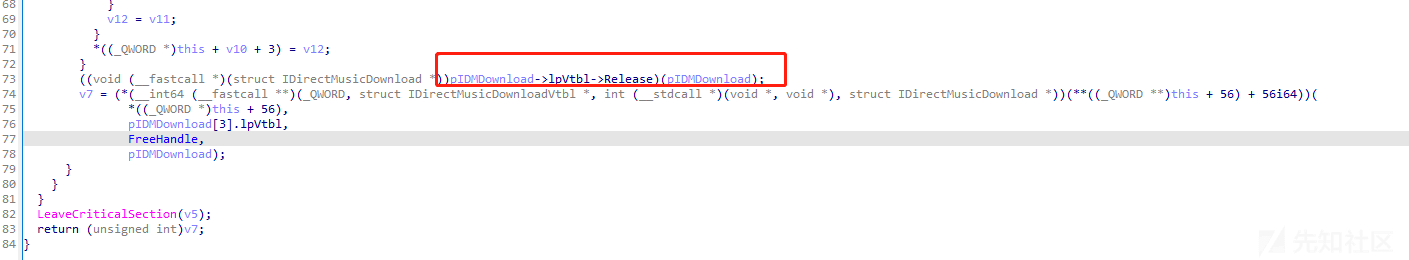 68 }
69 v12 = v11;
70 }
71 *((_QWORD *)this + v10 + 3) = v12;
72 }
73 ((void (__fastcall *)(struct IDirectMusicDownload *))pIDMDownload->lpVtbl->Release)(pIDMDownload);
74 v7 = (*(__int64 (__fastcall **)(_QWORD, struct IDirectMusicDownloadVtbl *, int (__stdcall *)(void *, void *), struct IDirectMusicDownload *))(**((_QWORD **)this + 56) + 56i64))(
75 *((_QWORD *)this + 56),
76 pIDMDownload[3].lpVtbl,
77 FreeHandle,
78 pIDMDownload);
79 }
80 }
81 }
82 LeaveCriticalSection(v5);
83 return (unsigned int)v7;
84 }
先知社区